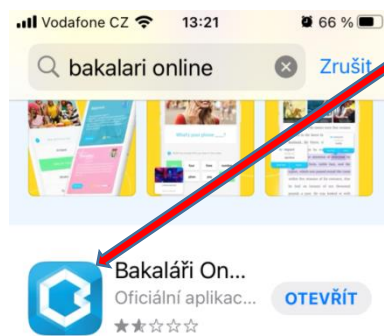 Vodafone CZ 13:21 66 %
bakalari online Zrušit
Bakaláři On...
Oficiální aplikac... OTEVŘÍT